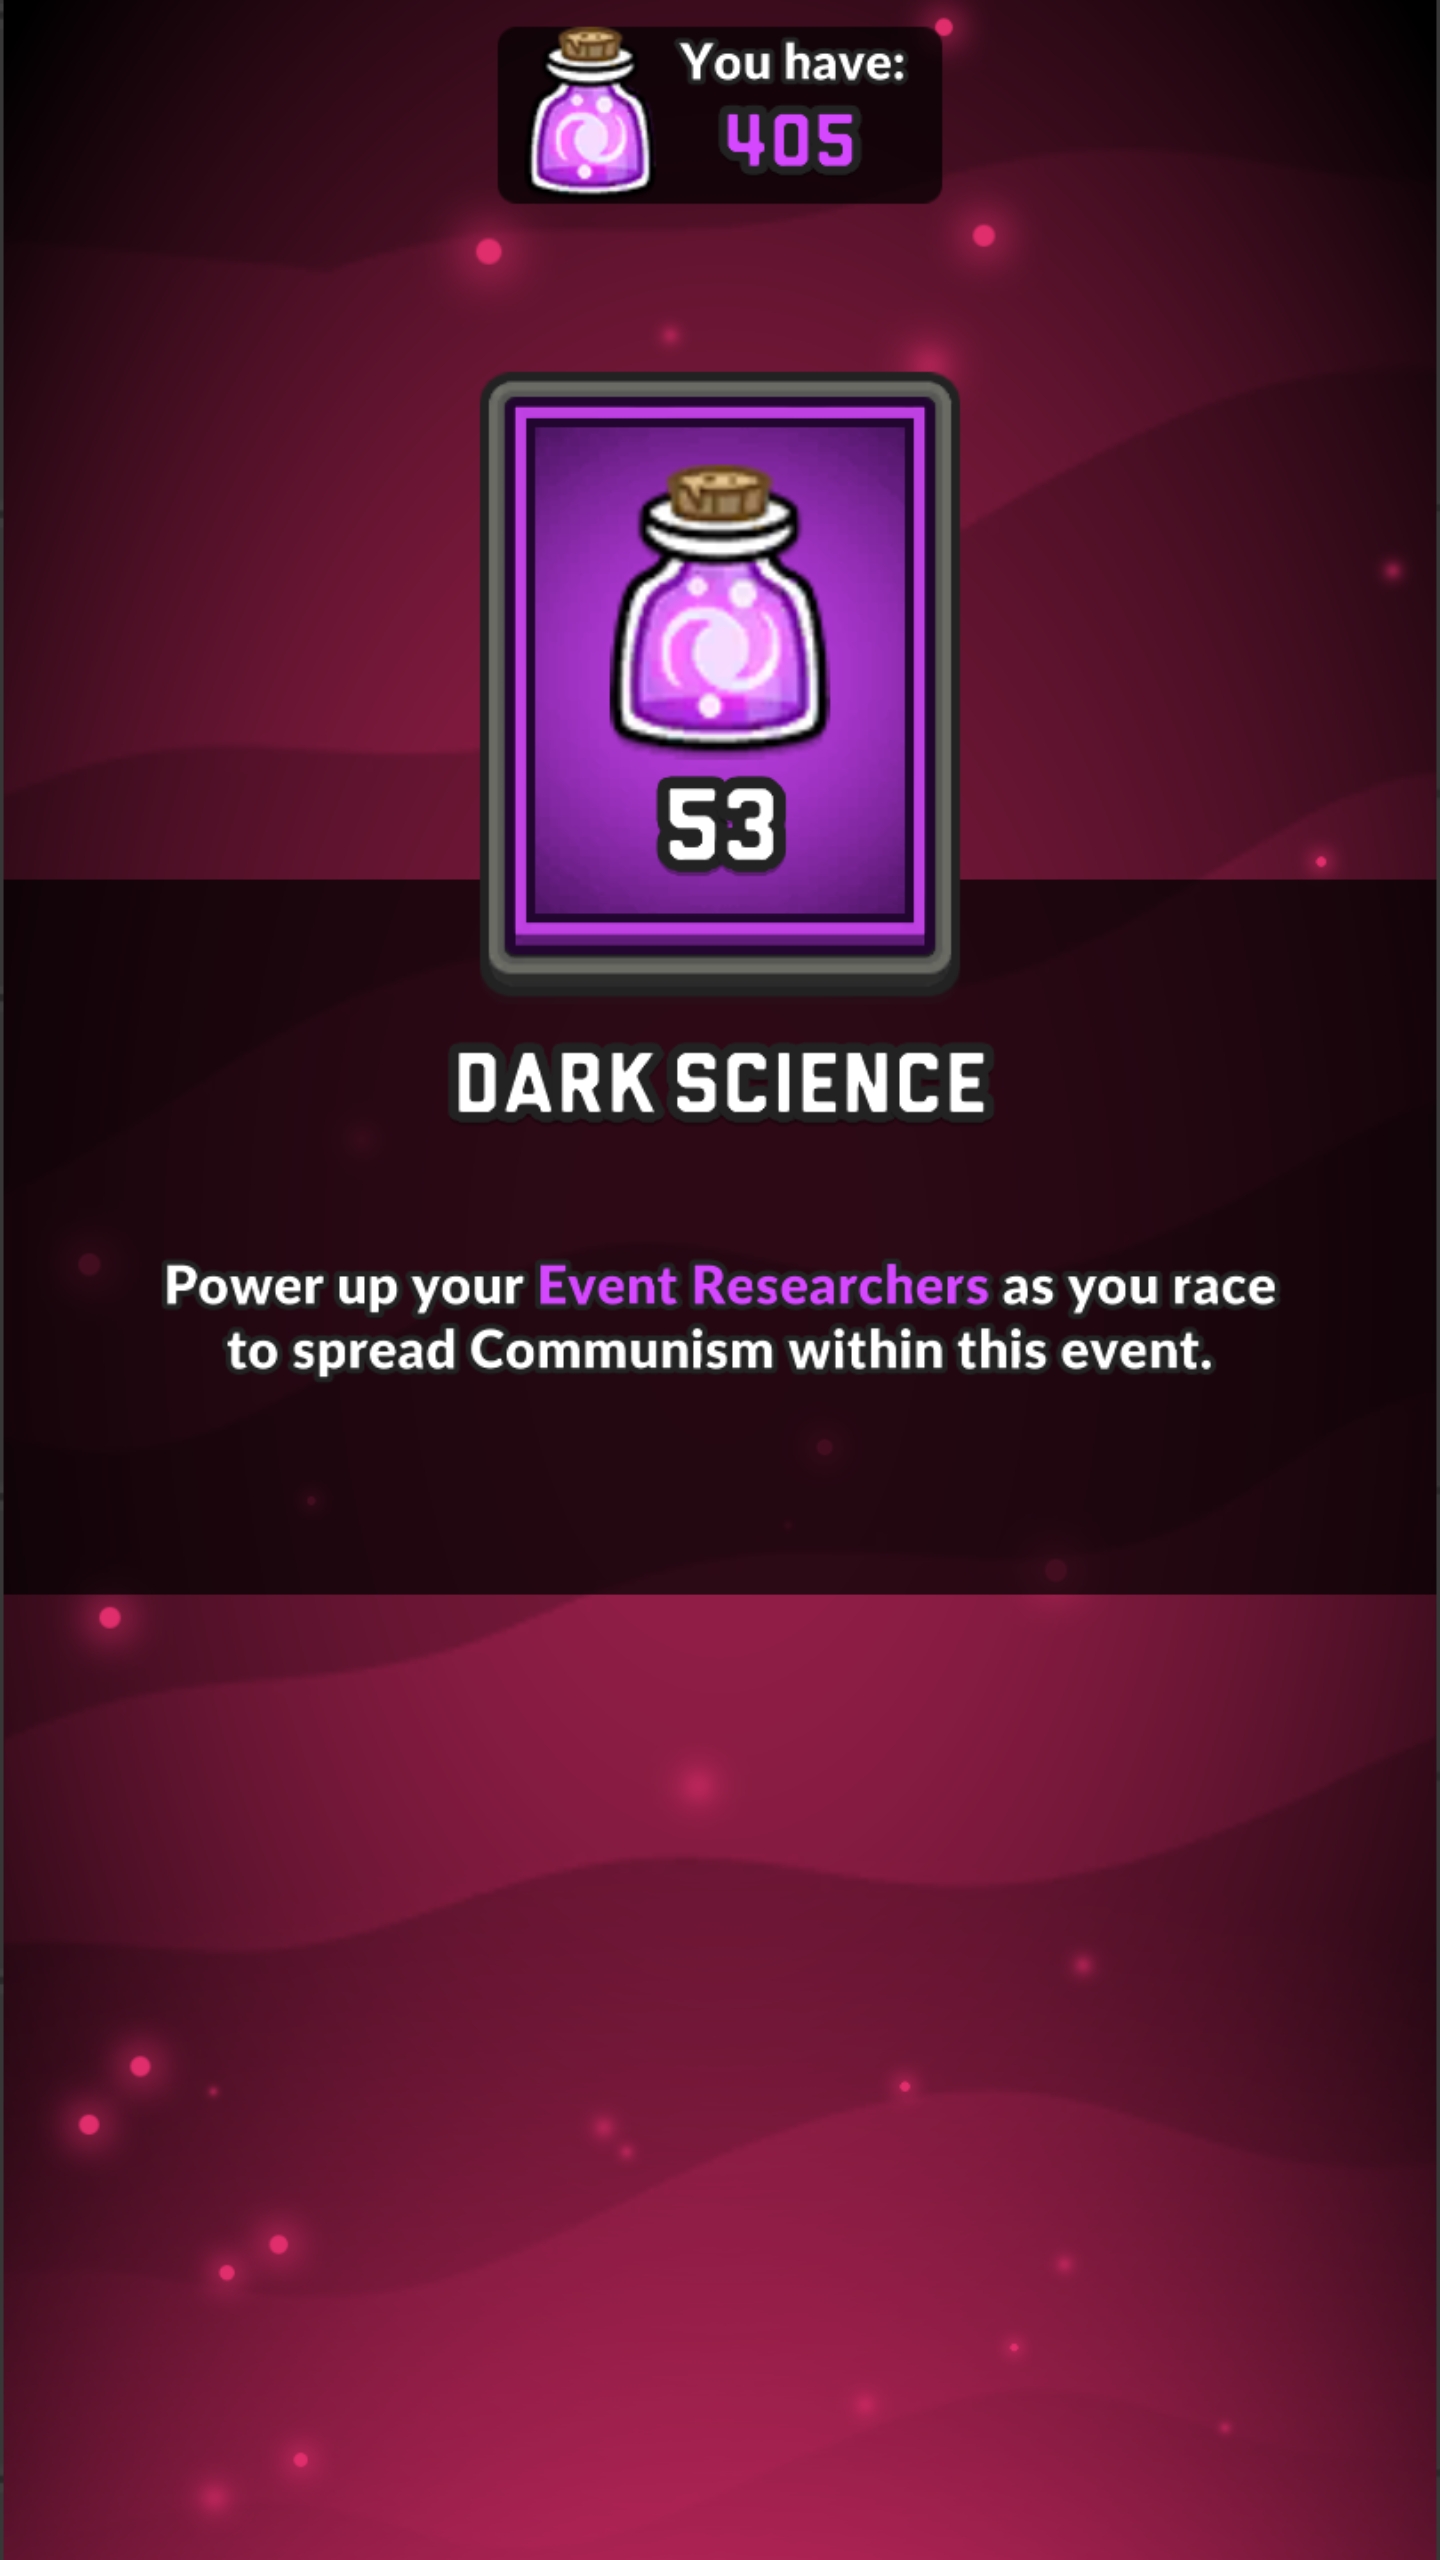 You have:
405
53
DARK SCIENCE
Power up your Event Researchers as you race
to spread Communism within this event.